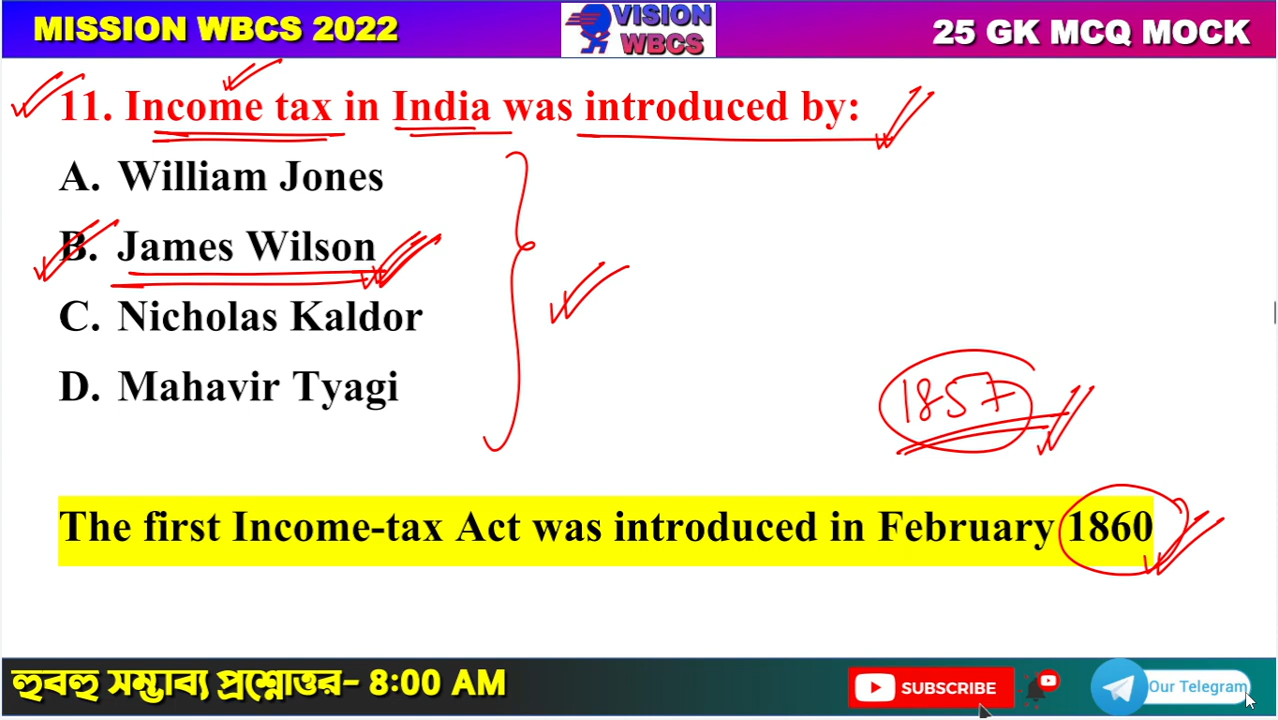 MISSION WBCS 2022
VISION
WBCS
25 GK MCQ MOCK
11. Income tax in India was introduced by:
A. William Jones
B. James Wilson
C. Nicholas Kaldor
D. Mahavir Tyagi
1857
The first Income-tax Act was introduced in February 1860
হুবহু সম্ভাব্য প্রশ্নোত্তর- 8:00 AM
SUBSCRIBE
Our Telegram